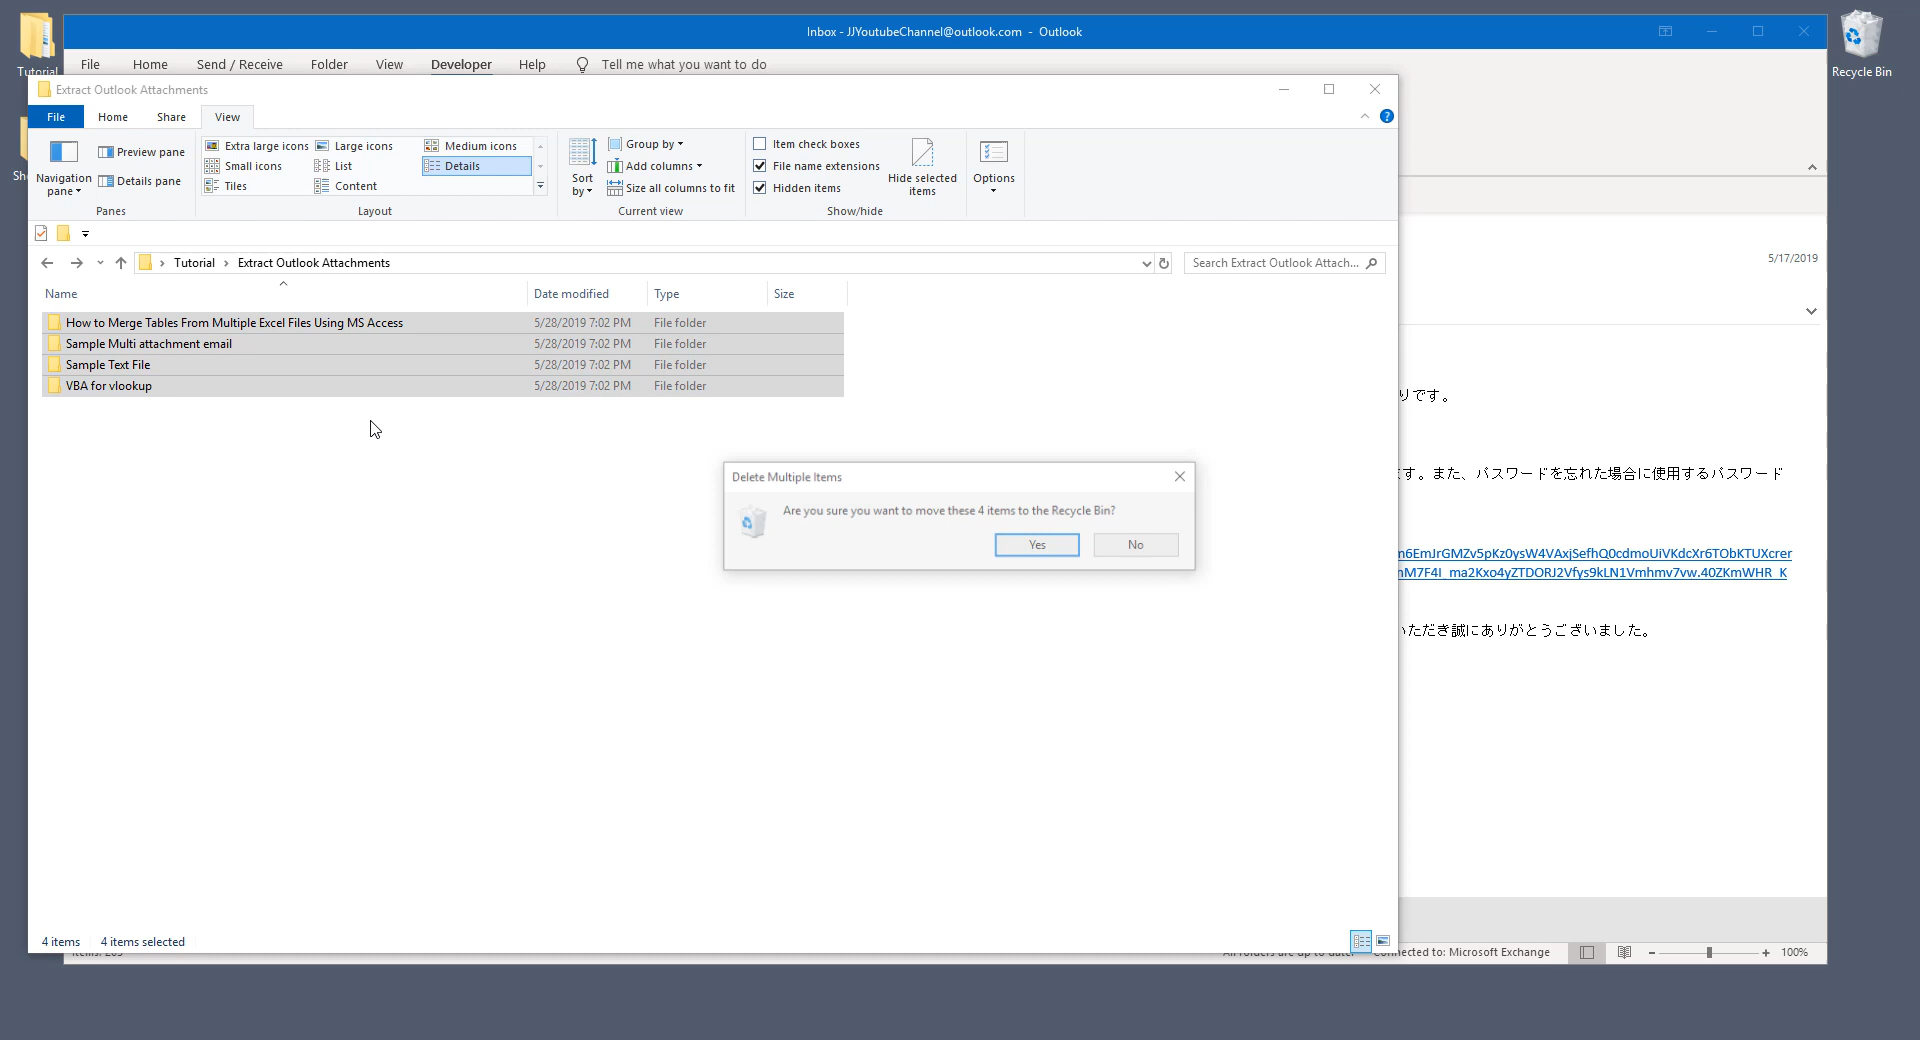 Tutorial
Recycle Bin
Inbox - JJYoutubeChannel@outlook.com - Outlook
File Home Send / Receive Folder View Developer Help Tell me what you want to do
Extract Outlook Attachments
File Home Share View
Navigation pane
Preview pane
Details pane
Panes
Extra large icons Large icons Medium icons
Small icons List Details
Tiles Content
Layout
Sort by
Group by
Add columns
Size all columns to fit
Current view
Item check boxes
File name extensions
Hidden items
Hide selected items
Show/hide
Options
Tutorial > Extract Outlook Attachments
Search Extract Outlook Attach...
Name Date modified Type Size
How to Merge Tables From Multiple Excel Files Using MS Access 5/28/2019 7:02 PM File folder
Sample Multi attachment email 5/28/2019 7:02 PM File folder
Sample Text File 5/28/2019 7:02 PM File folder
VBA for vlookup 5/28/2019 7:02 PM File folder
Delete Multiple Items
Are you sure you want to move these 4 items to the Recycle Bin?
Yes No
4 items 4 items selected
5/17/2019
りです。
す。また、パスワードを忘れた場合に使用するパスワード
m6EmJrGMZv5pKz0ysW4VAxjSefhQ0cdmoUiVKdcXr6TObKTUXcrer
M7F4I_ma2Kxo4yZTDORJ2Vfys9kLN1Vmhmv7vw.40ZKmWHR_K
ただき誠にありがとうございました。
Connected to: Microsoft Exchange
100%